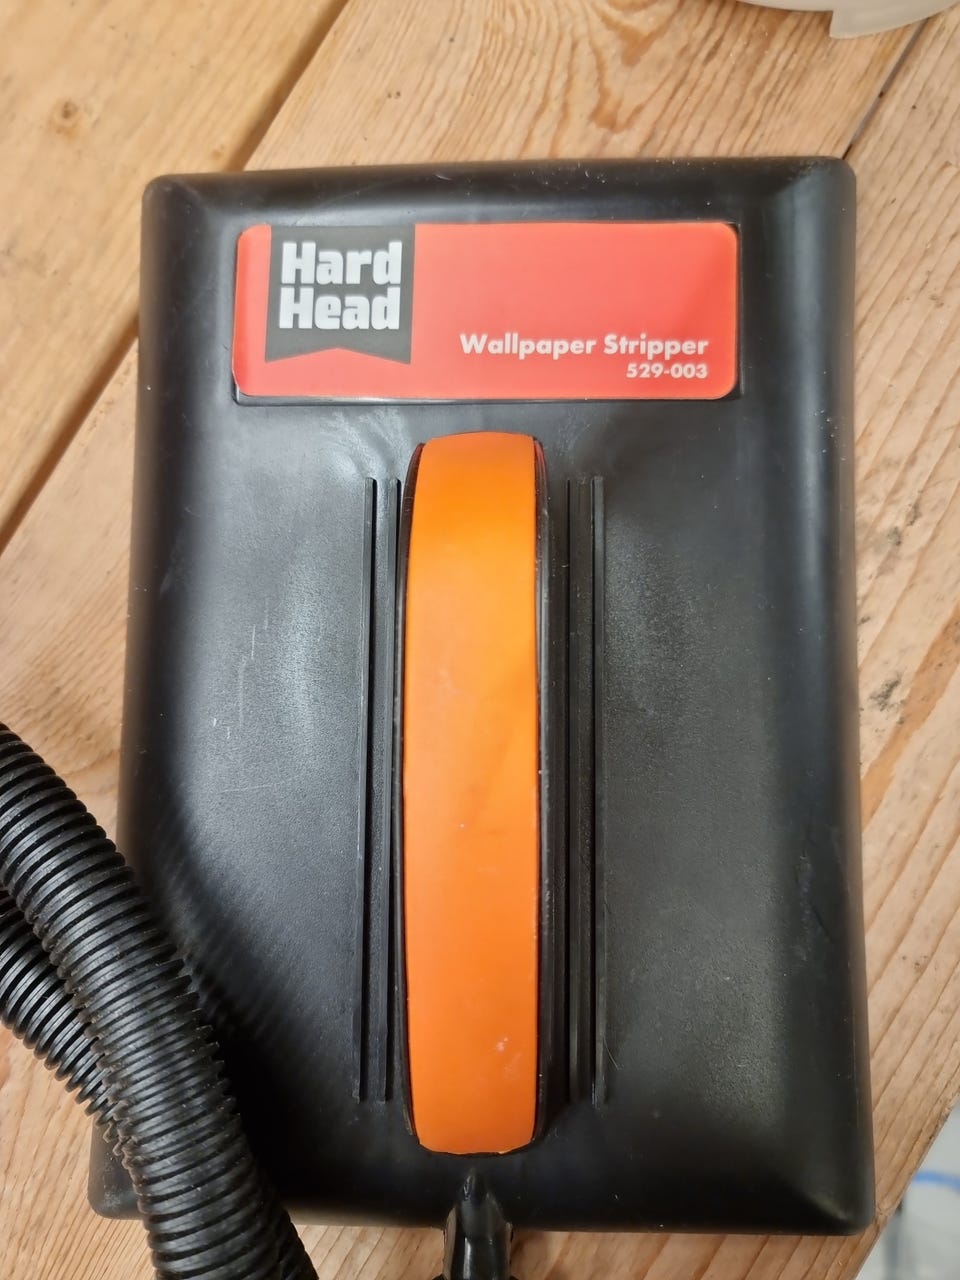 Hard
Head
Wallpaper Stripper
529-003